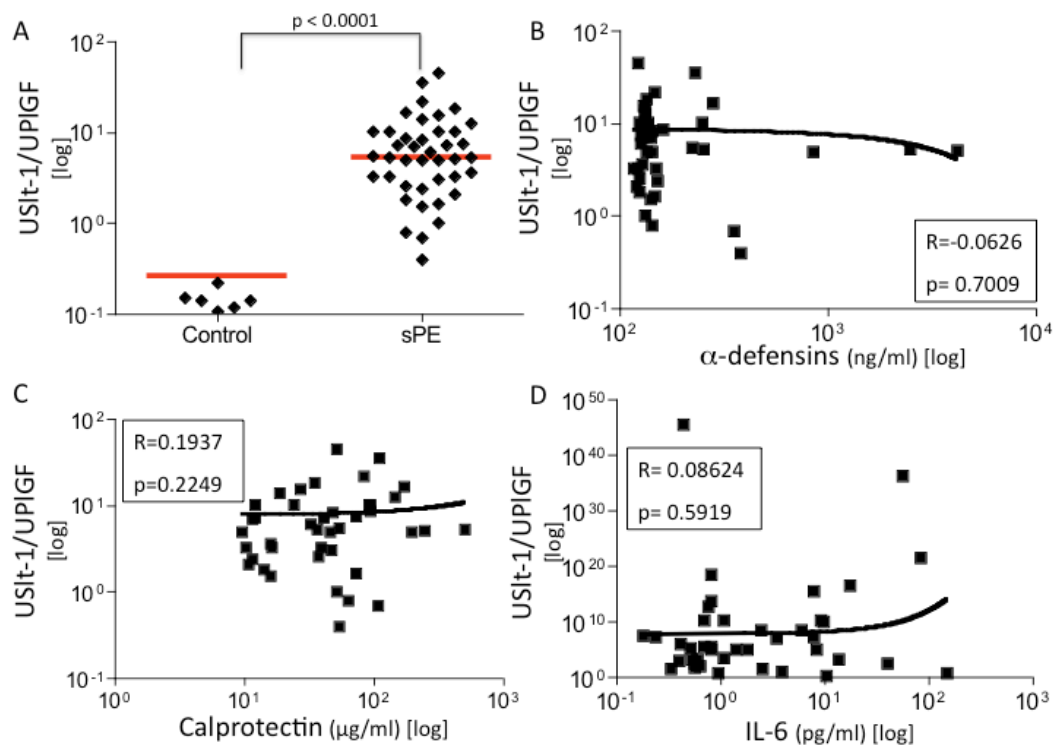 A
p < 0.0001
USlt-1/UPlGF
[log]
10²
10¹
10⁰
10⁻¹
Control
sPE
B
USlt-1/UPlGF
[log]
10²
10¹
10⁰
10⁻¹
R=-0.0626
p= 0.7009
10²
10³
10⁴
α-defensins (ng/ml) [log]
C
USlt-1/UPlGF
[log]
10²
10¹
10⁰
10⁻¹
R=0.1937
p=0.2249
10⁰
10¹
10²
10³
Calprotectin (μg/ml) [log]
D
USlt-1/UPlGF
[log]
10⁵⁰
10⁴⁰
10³⁰
10²⁰
10¹⁰
10⁰
R= 0.08624
p= 0.5919
10⁻¹
10⁰
10¹
10²
10³
IL-6 (pg/ml) [log]